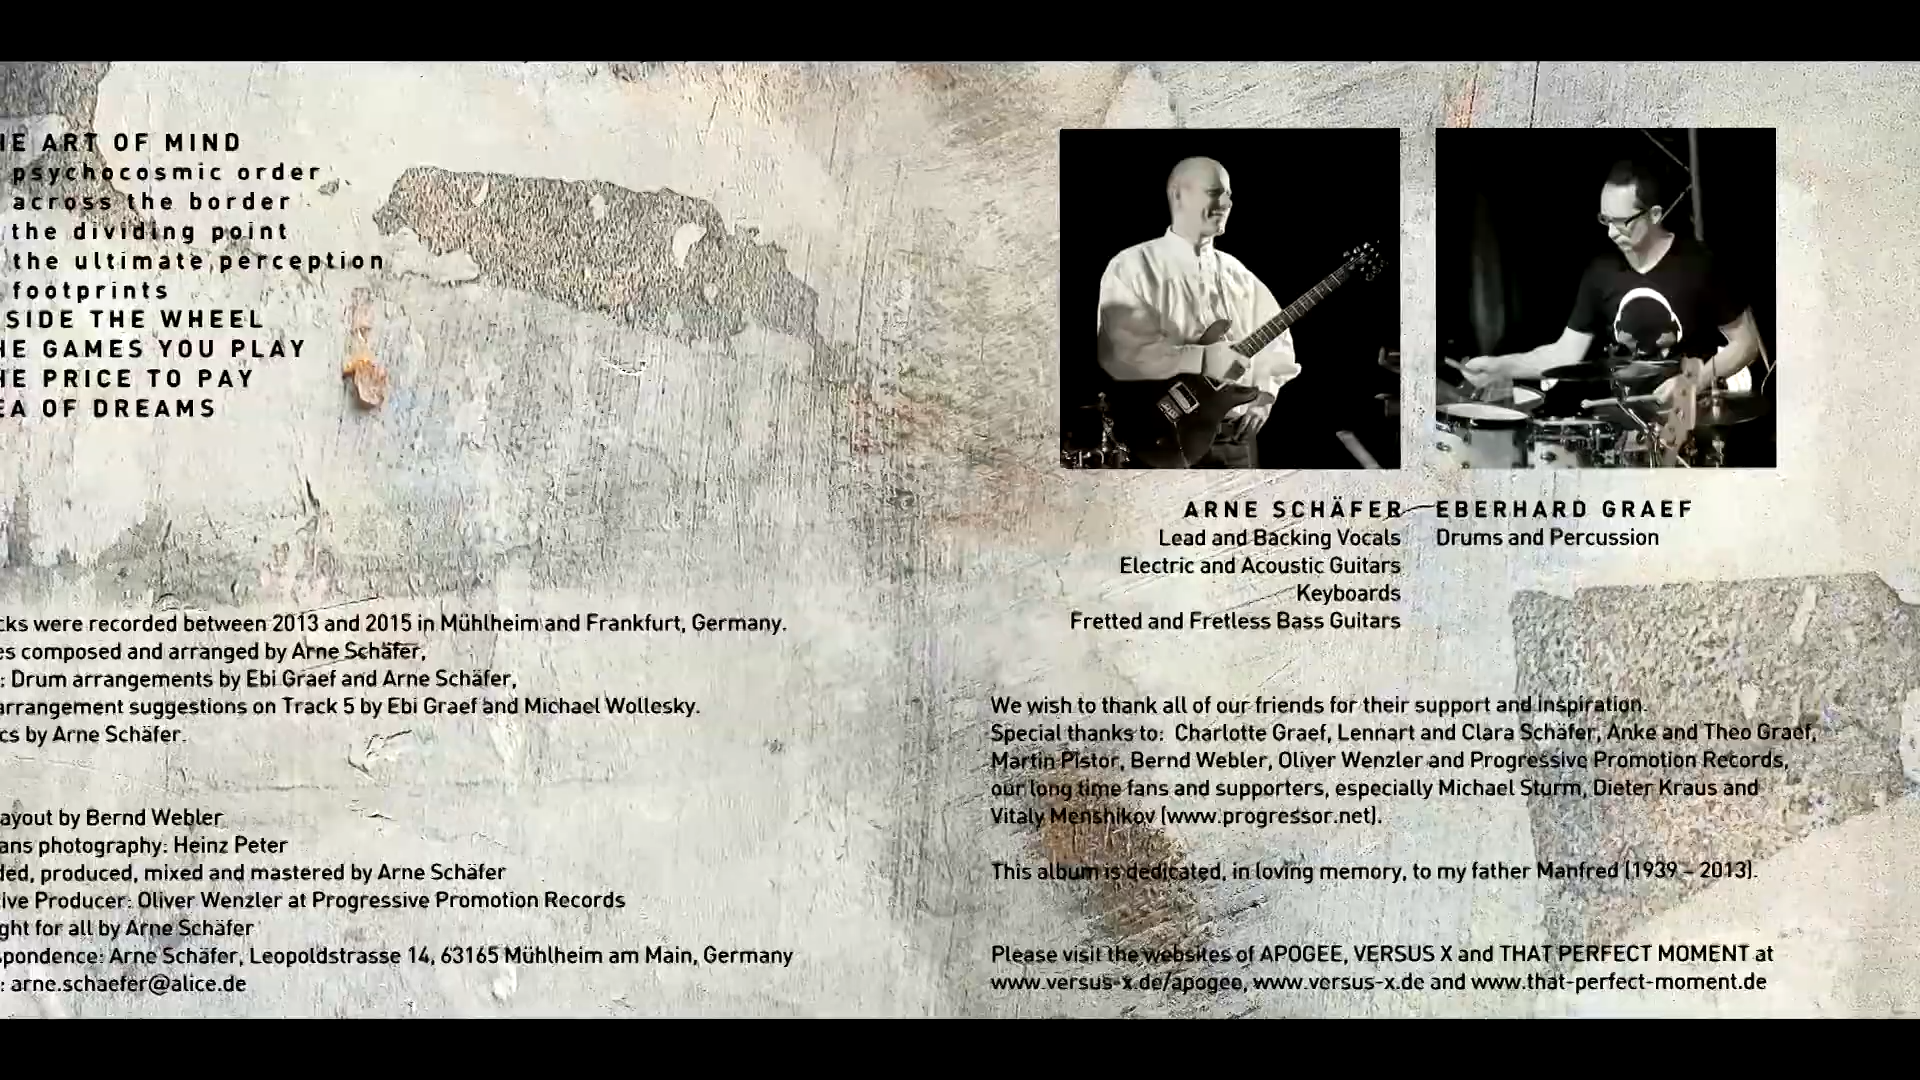 HE ART OF MIND
psychocosmic order
across the border
the dividing point
the ultimate perception
footprints
SIDE THE WHEEL
HE GAMES YOU PLAY
HE PRICE TO PAY
EA OF DREAMS
cks were recorded between 2013 and 2015 in Mühlheim and Frankfurt, Germany.
es composed and arranged by Arne Schäfer,
: Drum arrangements by Ebi Graef and Arne Schäfer,
arrangement suggestions on Track 5 by Ebi Graef and Michael Wollesky.
cs by Arne Schäfer.
ayout by Bernd Webler
ans photography: Heinz Peter
ded, produced, mixed and mastered by Arne Schäfer
ive Producer: Oliver Wenzler at Progressive Promotion Records
ght for all by Arne Schäfer
spondence: Arne Schäfer, Leopoldstrasse 14, 63165 Mühlheim am Main, Germany
: arne.schaefer@alice.de
ARNE SCHÄFER
Lead and Backing Vocals
Electric and Acoustic Guitars
Keyboards
Fretted and Fretless Bass Guitars
EBERHARD GRAEF
Drums and Percussion
We wish to thank all of our friends for their support and inspiration.
Special thanks to: Charlotte Graef, Lennart and Clara Schäfer, Anke and Theo Graef,
Martin Pistor, Bernd Webler, Oliver Wenzler and Progressive Promotion Records,
our long time fans and supporters, especially Michael Sturm, Dieter Kraus and
Vitaly Menshikov (www.progressor.net).
This album is dedicated, in loving memory, to my father Manfred (1939 – 2013).
Please visit the websites of APOGEE, VERSUS X and THAT PERFECT MOMENT at
www.versus-x.de/apogee, www.versus-x.de and www.that-perfect-moment.de